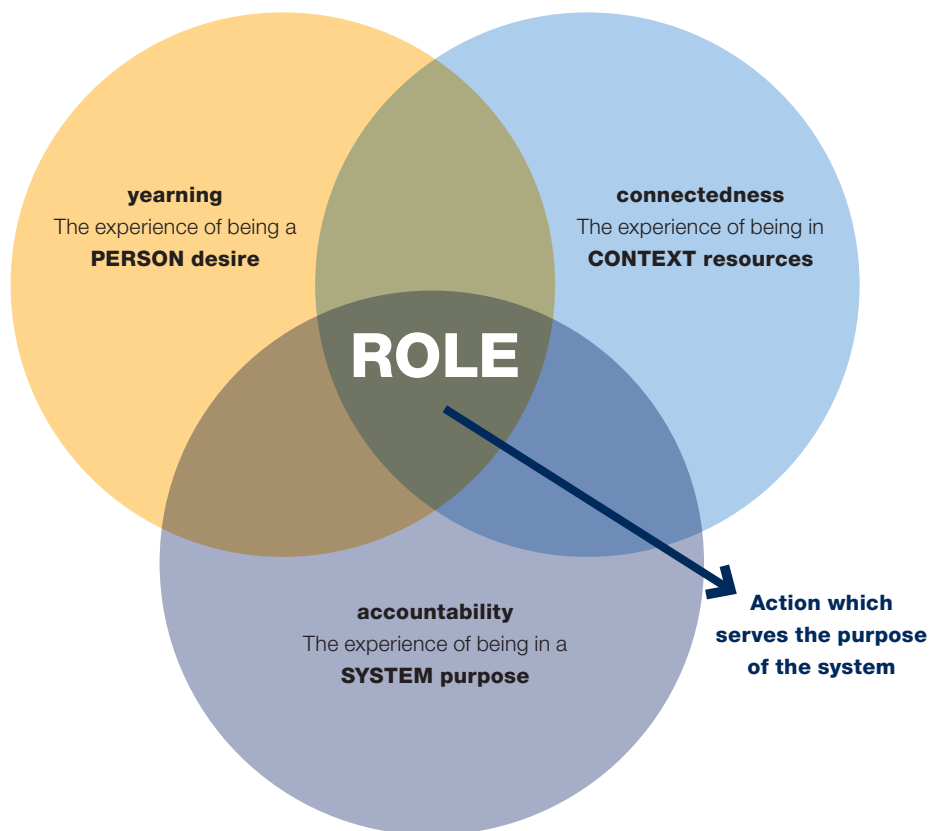 yearning
The experience of being a
PERSON desire
connectedness
The experience of being in
CONTEXT resources
ROLE
accountability
The experience of being in a
SYSTEM purpose
Action which
serves the purpose
of the system